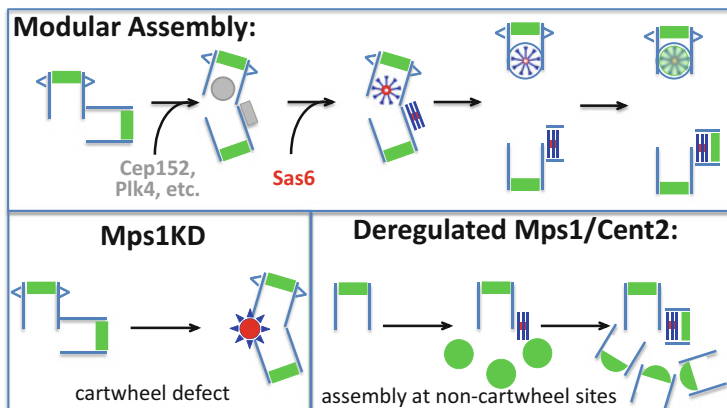 Modular Assembly:
Cep152,
Plk4, etc.
Sas6
Mps1KD
cartwheel defect
Deregulated Mps1/Cent2:
assembly at non-cartwheel sites